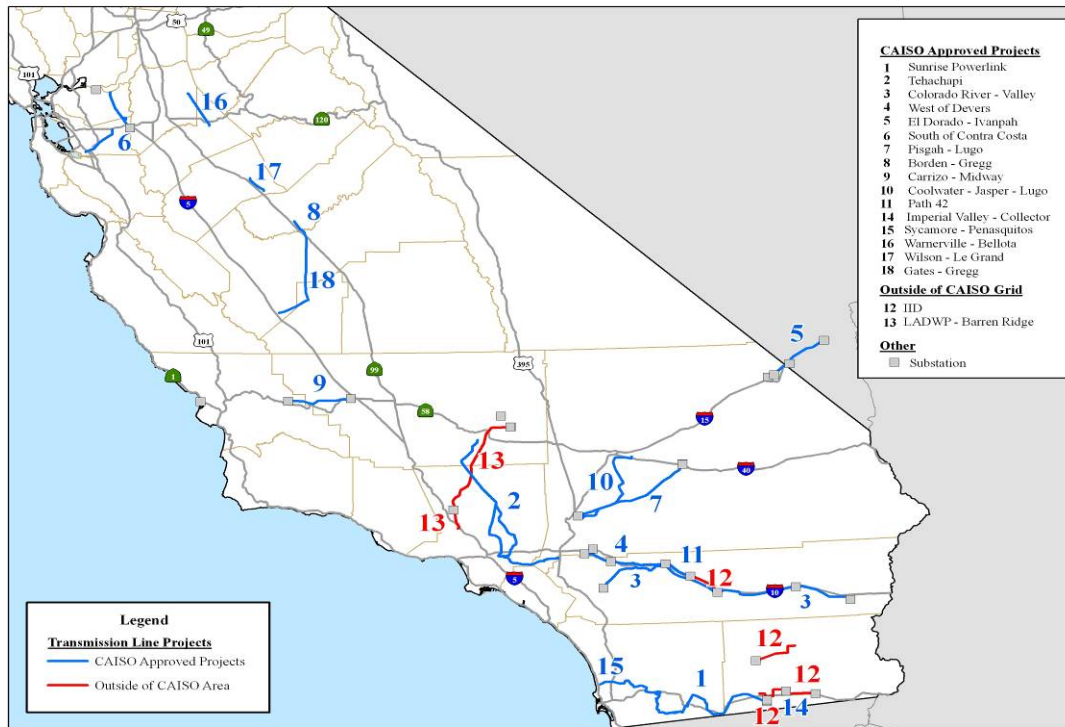 50
49
101
16
120
6
17
5
8
18
101
395
5
1
9
99
58
15
13
10
40
2
7
13
4
11
3
12
5
10
3
12
15
1
12
12
14
CAISO Approved Projects
1 Sunrise Powerlink
2 Tehachapi
3 Colorado River - Valley
4 West of Devers
5 El Dorado - Ivanpah
6 South of Contra Costa
7 Pisgah - Lugo
8 Borden - Gregg
9 Carrizo - Midway
10 Coolwater - Jasper - Lugo
11 Path 42
14 Imperial Valley - Collector
15 Sycamore - Penasquitos
16 Warnerville - Bellota
17 Wilson - Le Grand
18 Gates - Gregg
Outside of CAISO Grid
12 IID
13 LADWP - Barren Ridge
Other
Substation
Legend
Transmission Line Projects
CAISO Approved Projects
Outside of CAISO Area